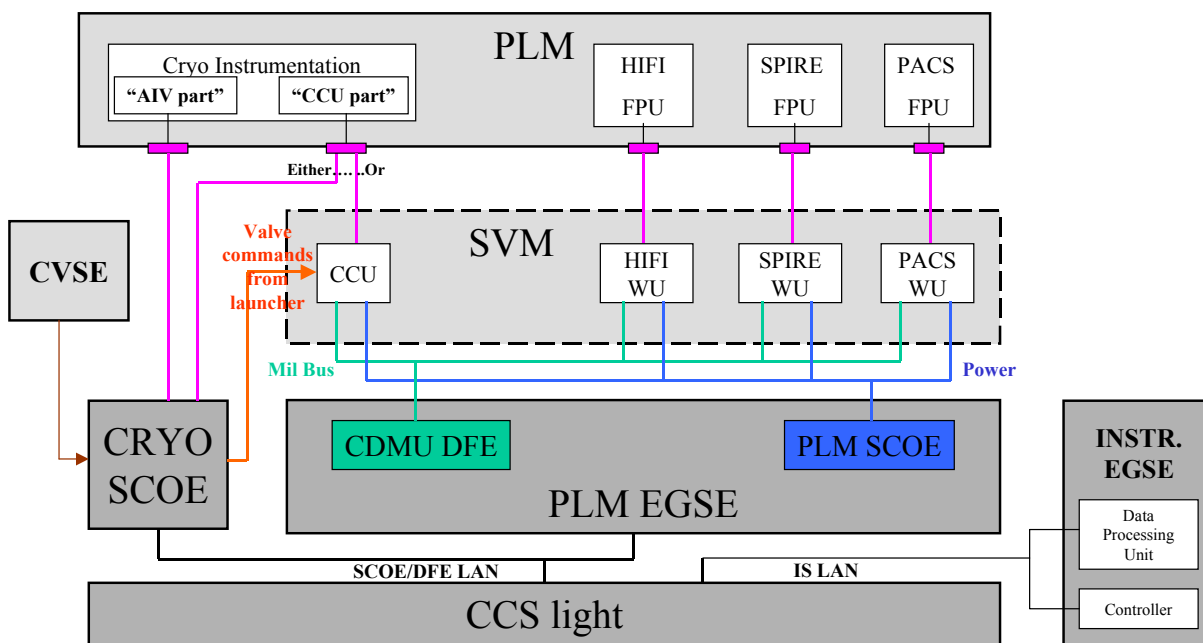 PLM
Cryo Instrumentation
“AIV part”
“CCU part”
HIFI
FPU
SPIRE
FPU
PACS
FPU
Either…….Or
SVM
Valve
commands
from
launcher
CVSE
CCU
HIFI
WU
SPIRE
WU
PACS
WU
Mil Bus
Power
CRYO
SCOE
CDMU DFE
PLM SCOE
PLM EGSE
INSTR.
EGSE
Data
Processing
Unit
Controller
SCOE/DFE LAN
IS LAN
CCS light